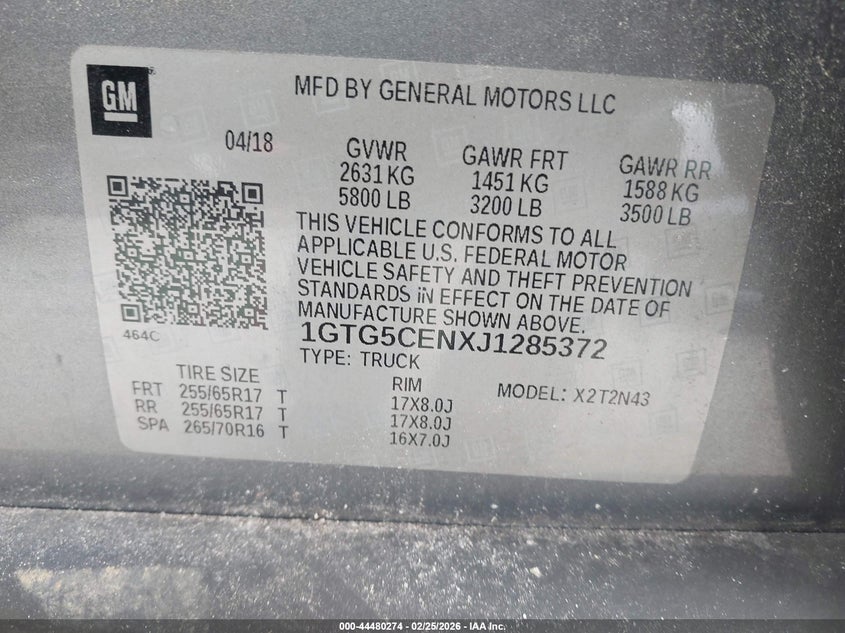 GM
MFD BY GENERAL MOTORS LLC
04/18
GVWR GAWR FRT GAWR RR
2631 KG 1451 KG 1588 KG
5800 LB 3200 LB 3500 LB
THIS VEHICLE CONFORMS TO ALL
APPLICABLE U.S. FEDERAL MOTOR
VEHICLE SAFETY AND THEFT PREVENTION
STANDARDS iN EFFECT ON THE DATE OF
MANUFACTURE SHOWN ABOVE.
464C
1GTG5CENXJ1285372
TYPE: TRUCK
TIRE SIZE RIM MODEL: X2T2N43
FRT 255/65R17 T 17X8.0J
RR 255/65R17 T 17X8.0J
SPA 265/70R16 T 16X7.0J
000-44480274 - 02/25/2026 - IAA Inc.